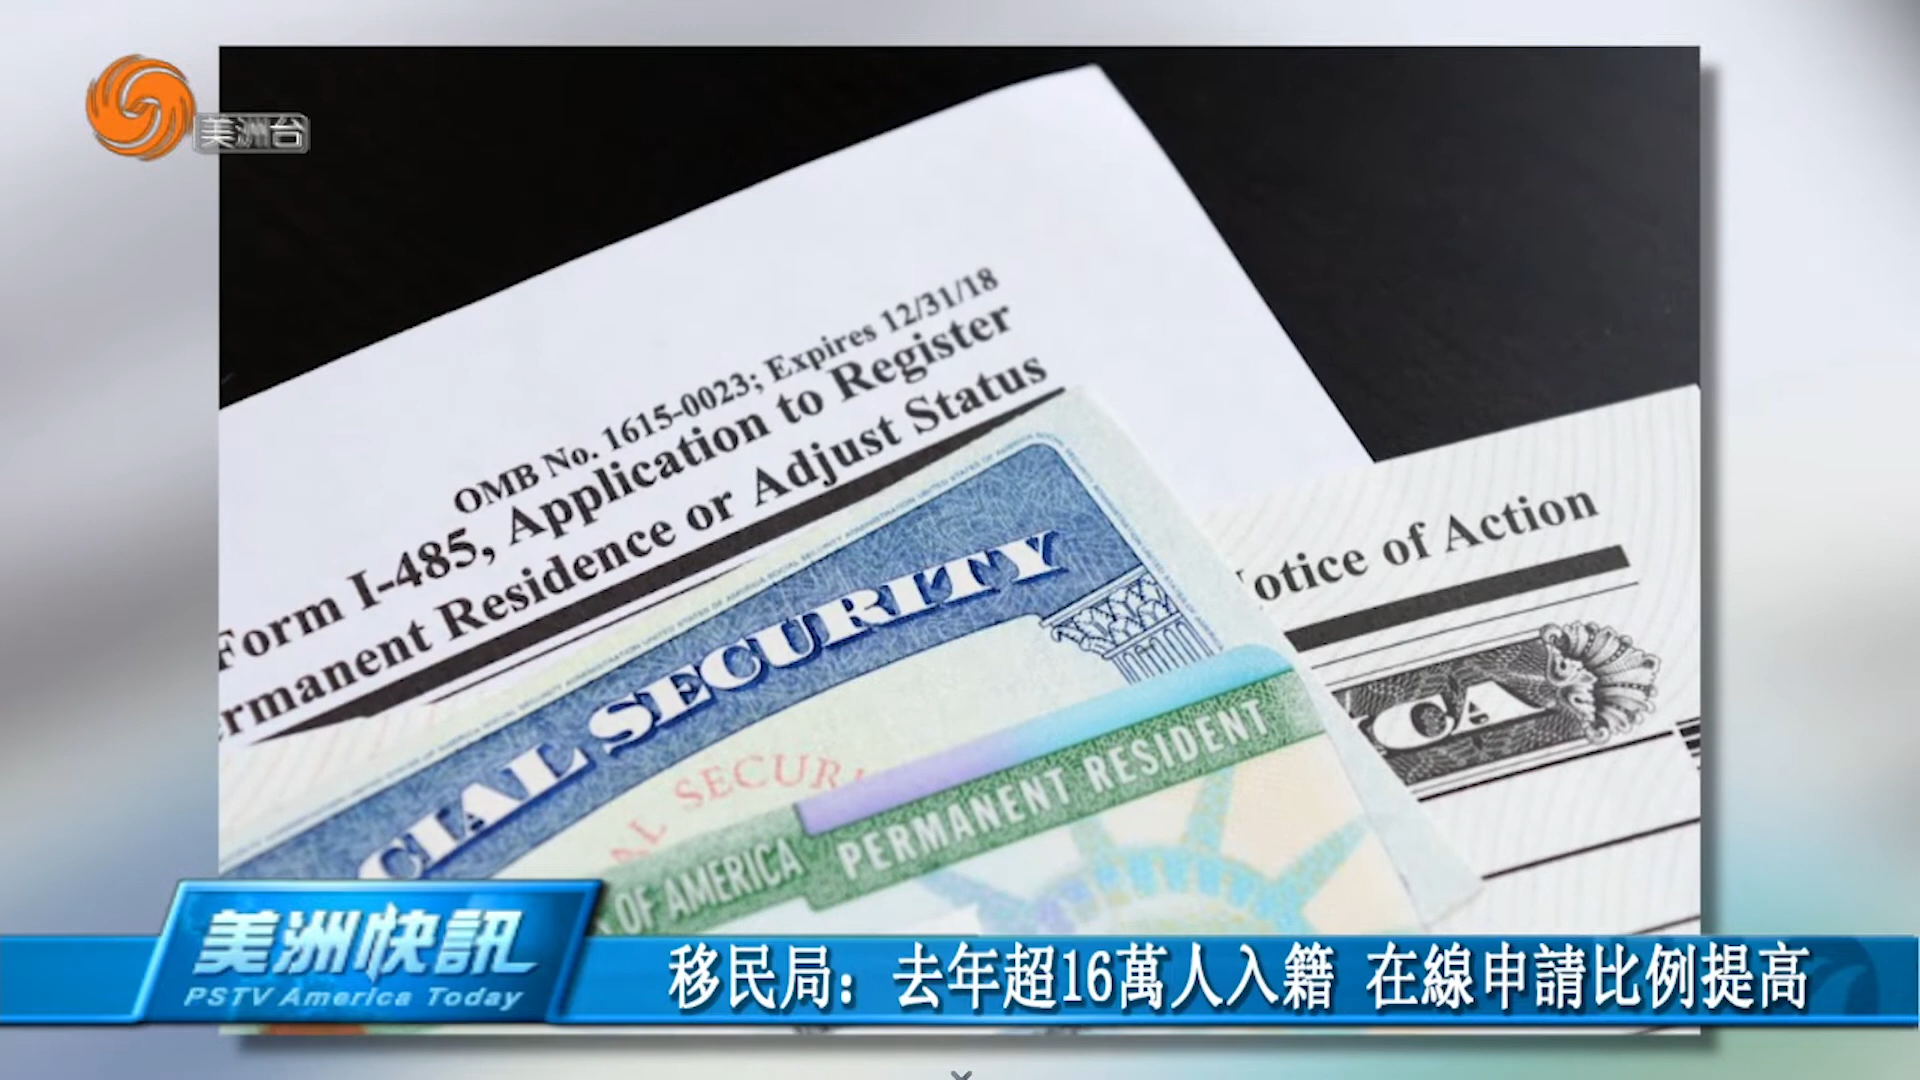 美洲台
OMB No. 1615-0023; Expires 12/31/18
Form I-485, Application to Register
rmanent Residence or Adjust Status
CIAL SECURITY
AL SECURI
OF AMERICA
PERMANENT RESIDENT
otice of Action
CA
美洲快訊
PSTV America Today
移民局：去年超16萬人入籍 在線申請比例提高